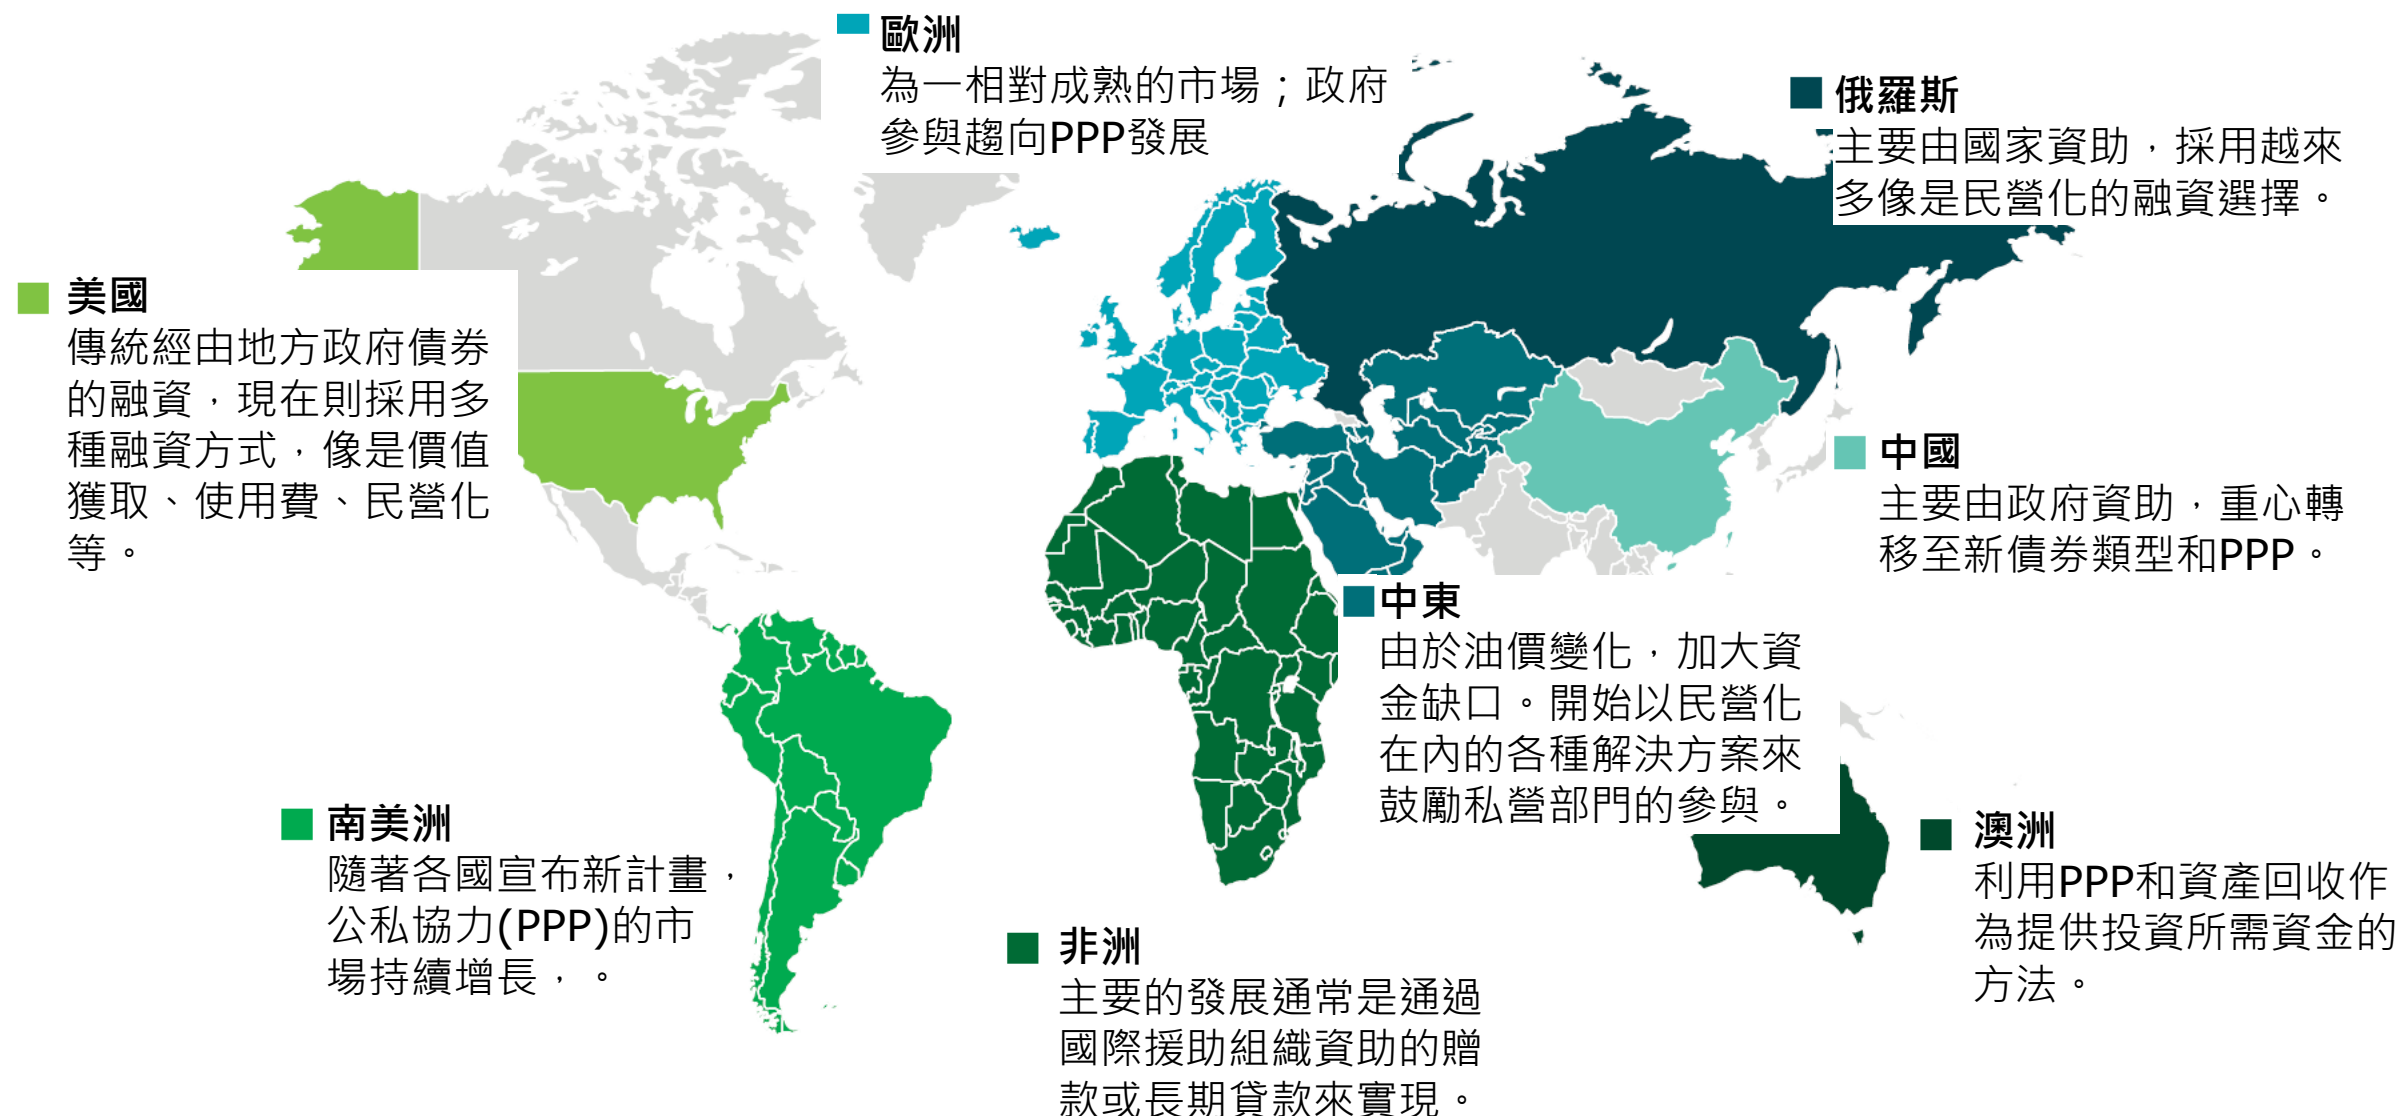 歐洲
為一相對成熟的市場；政府
參與趨向PPP發展
俄羅斯
主要由國家資助，採用越來
多像是民營化的融資選擇。
美國
傳統經由地方政府債券
的融資，現在則採用多
種融資方式，像是價值
獲取、使用費、民營化
等。
中國
主要由政府資助，重心轉
移至新債券類型和PPP。
中東
由於油價變化，加大資
金缺口。開始以民營化
在內的各種解決方案來
鼓勵私營部門的參與。
南美洲
隨著各國宣布新計畫，
公私協力(PPP)的市
場持續增長，。
澳洲
利用PPP和資產回收作
為提供投資所需資金的
方法。
非洲
主要的發展通常是通過
國際援助組織資助的贈
款或長期貸款來實現。